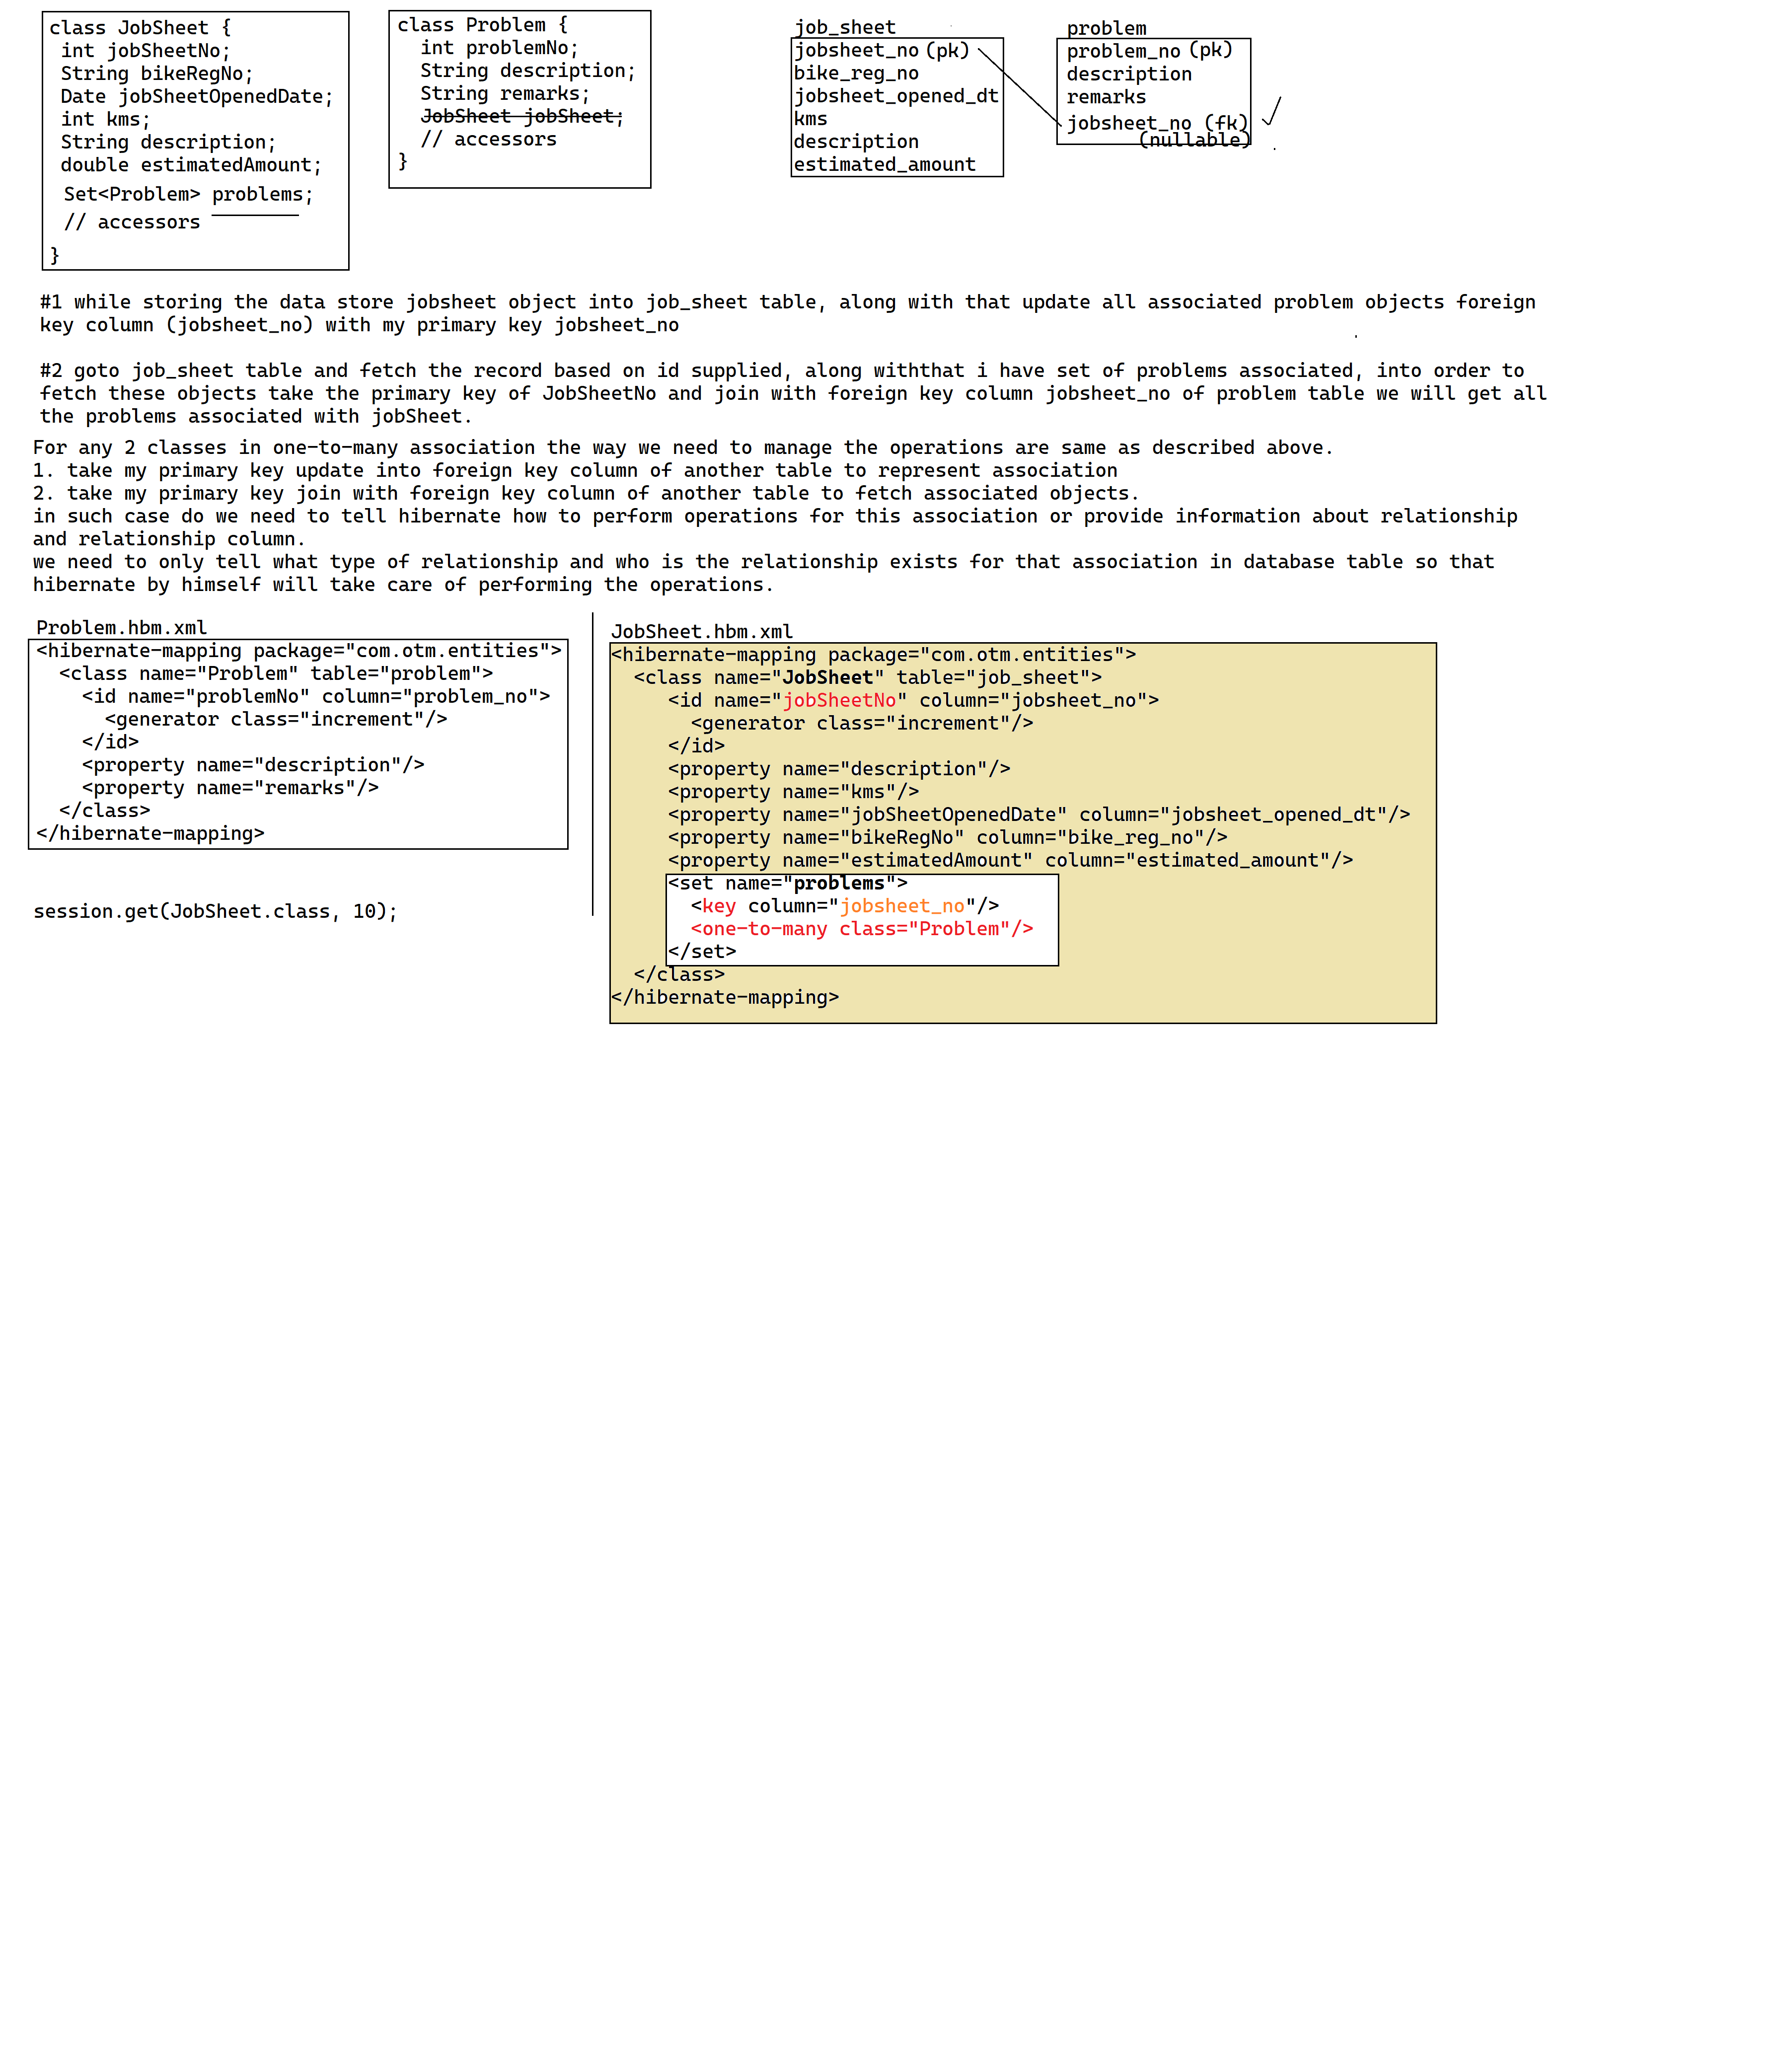 class JobSheet {
int jobSheetNo;
String bikeRegNo;
Date jobSheetOpenedDate;
int kms;
String description;
double estimatedAmount;
Set<Problem> problems;
// accessors
}
class Problem {
int problemNo;
String description;
String remarks;
JobSheet jobSheet;
// accessors
}
job_sheet
jobsheet_no (pk)
bike_reg_no
jobsheet_opened_dt
kms
description
estimated_amount
problem
problem_no (pk)
description
remarks
jobsheet_no (fk)
(nullable)
#1 while storing the data store jobsheet object into job_sheet table, along with that update all associated problem objects foreign
key column (jobsheet_no) with my primary key jobsheet_no
#2 goto job_sheet table and fetch the record based on id supplied, along withthat i have set of problems associated, into order to
fetch these objects take the primary key of JobSheetNo and join with foreign key column jobsheet_no of problem table we will get all
the problems associated with jobSheet.
For any 2 classes in one-to-many association the way we need to manage the operations are same as described above.
1. take my primary key update into foreign key column of another table to represent association
2. take my primary key join with foreign key column of another table to fetch associated objects.
in such case do we need to tell hibernate how to perform operations for this association or provide information about relationship
and relationship column.
we need to only tell what type of relationship and who is the relationship exists for that association in database table so that
hibernate by himself will take care of performing the operations.
Problem.hbm.xml
<hibernate-mapping package="com.otm.entities">
<class name="Problem" table="problem">
<id name="problemNo" column="problem_no">
<generator class="increment"/>
</id>
<property name="description"/>
<property name="remarks"/>
</class>
</hibernate-mapping>
session.get(JobSheet.class, 10);
JobSheet.hbm.xml
<hibernate-mapping package="com.otm.entities">
<class name="JobSheet" table="job_sheet">
<id name="jobSheetNo" column="jobsheet_no">
<generator class="increment"/>
</id>
<property name="description"/>
<property name="kms"/>
<property name="jobSheetOpenedDate" column="jobsheet_opened_dt"/>
<property name="bikeRegNo" column="bike_reg_no"/>
<property name="estimatedAmount" column="estimated_amount"/>
<set name="problems">
<key column="jobsheet_no"/>
<one-to-many class="Problem"/>
</set>
</class>
</hibernate-mapping>